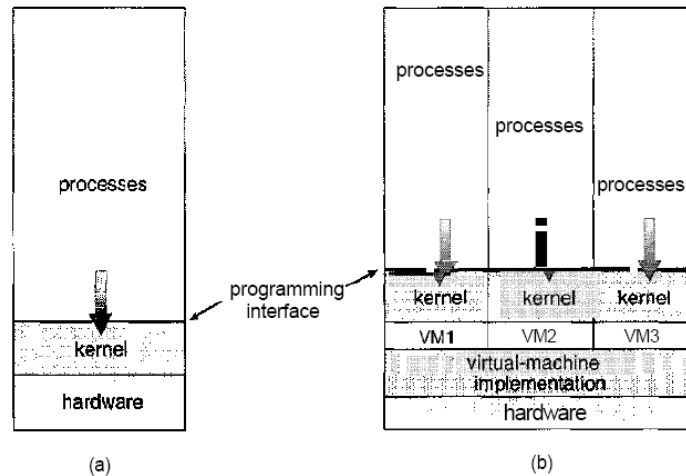 processes
kernel
hardware
(a)
programming
interface
processes
processes
processes
kernel
kernel
kernel
VM1
VM2
VM3
virtual-machine
implementation
hardware
(b)